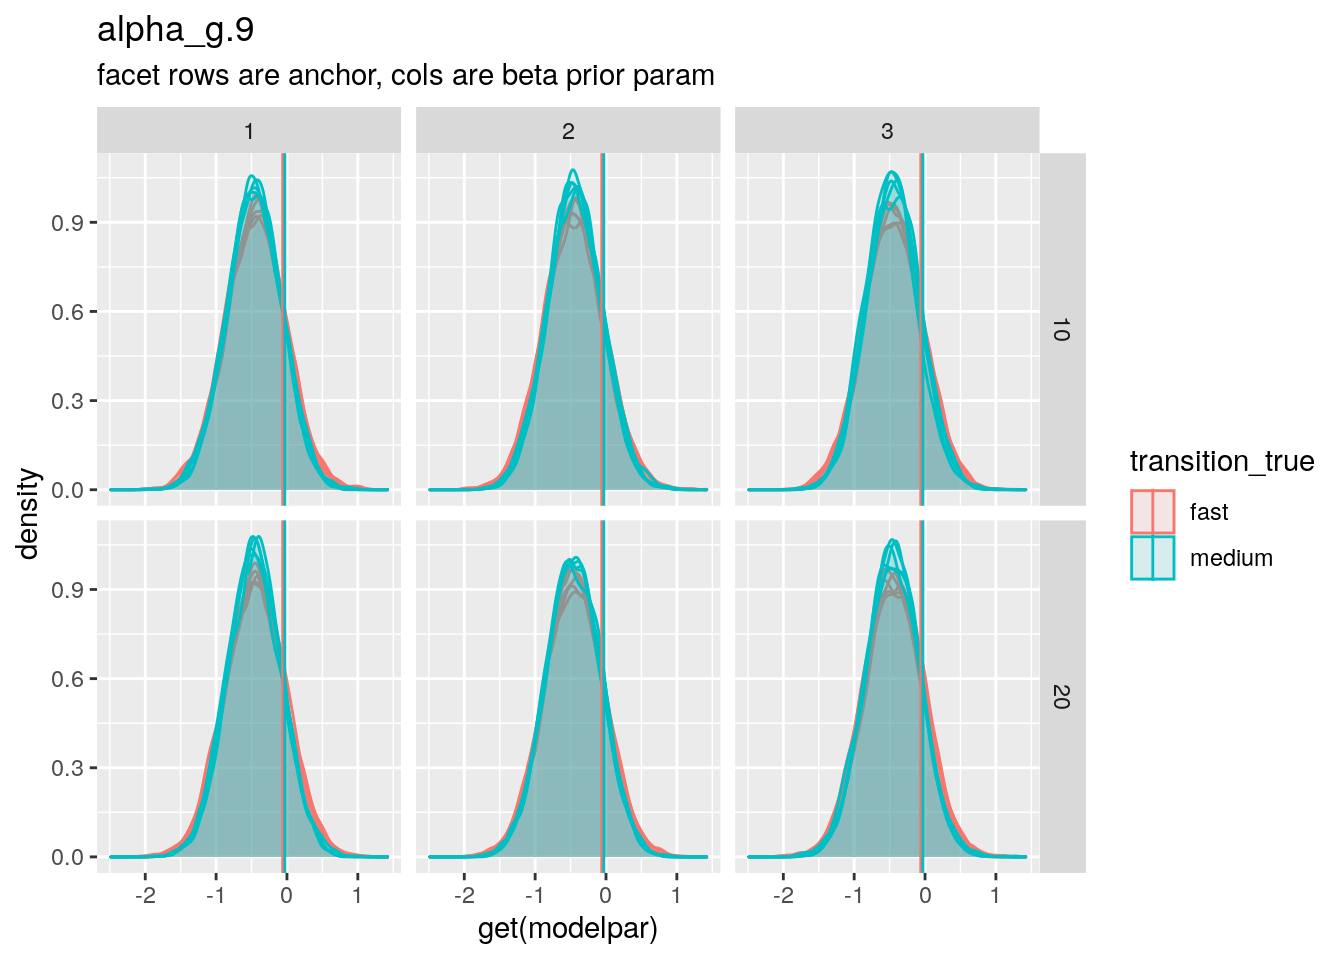 alpha_g.9
facet rows are anchor, cols are beta prior param
1 2 3
0.9
0.6
0.3
0.0
10
0.9
0.6
0.3
0.0
20
-2 -1 0 1 -2 -1 0 1 -2 -1 0 1
get(modelpar)
density
transition_true
fast
medium